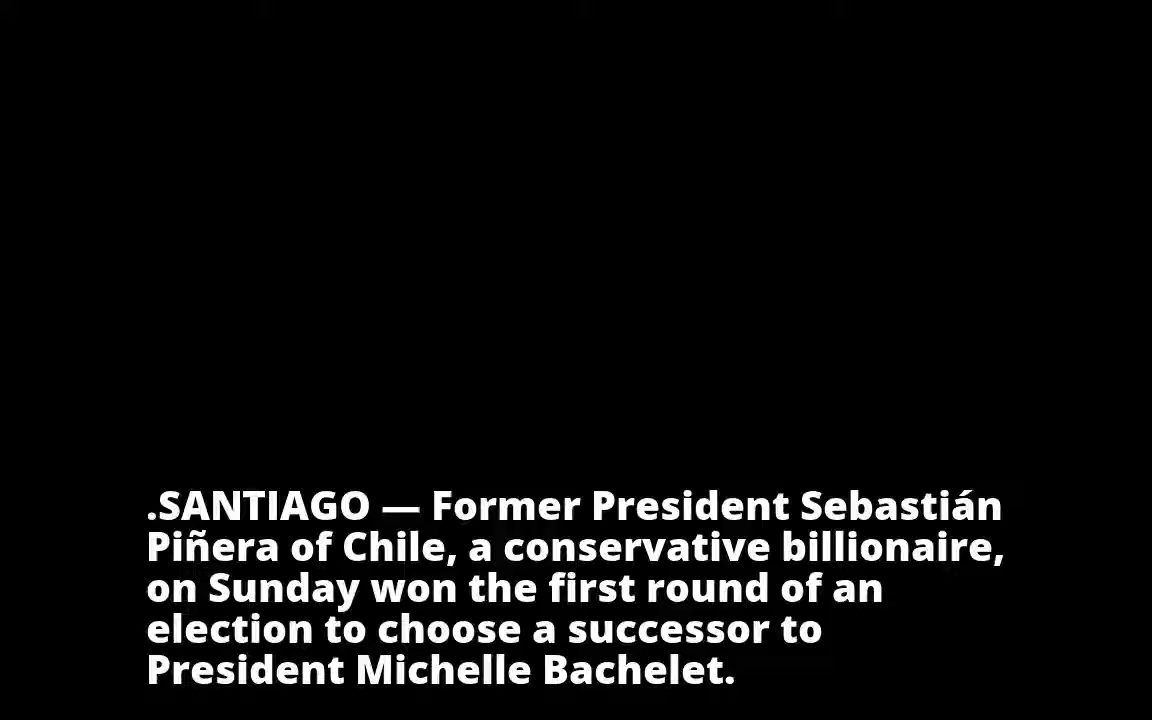 .SANTIAGO — Former President Sebastián
Piñera of Chile, a conservative billionaire,
on Sunday won the first round of an
election to choose a successor to
President Michelle Bachelet.